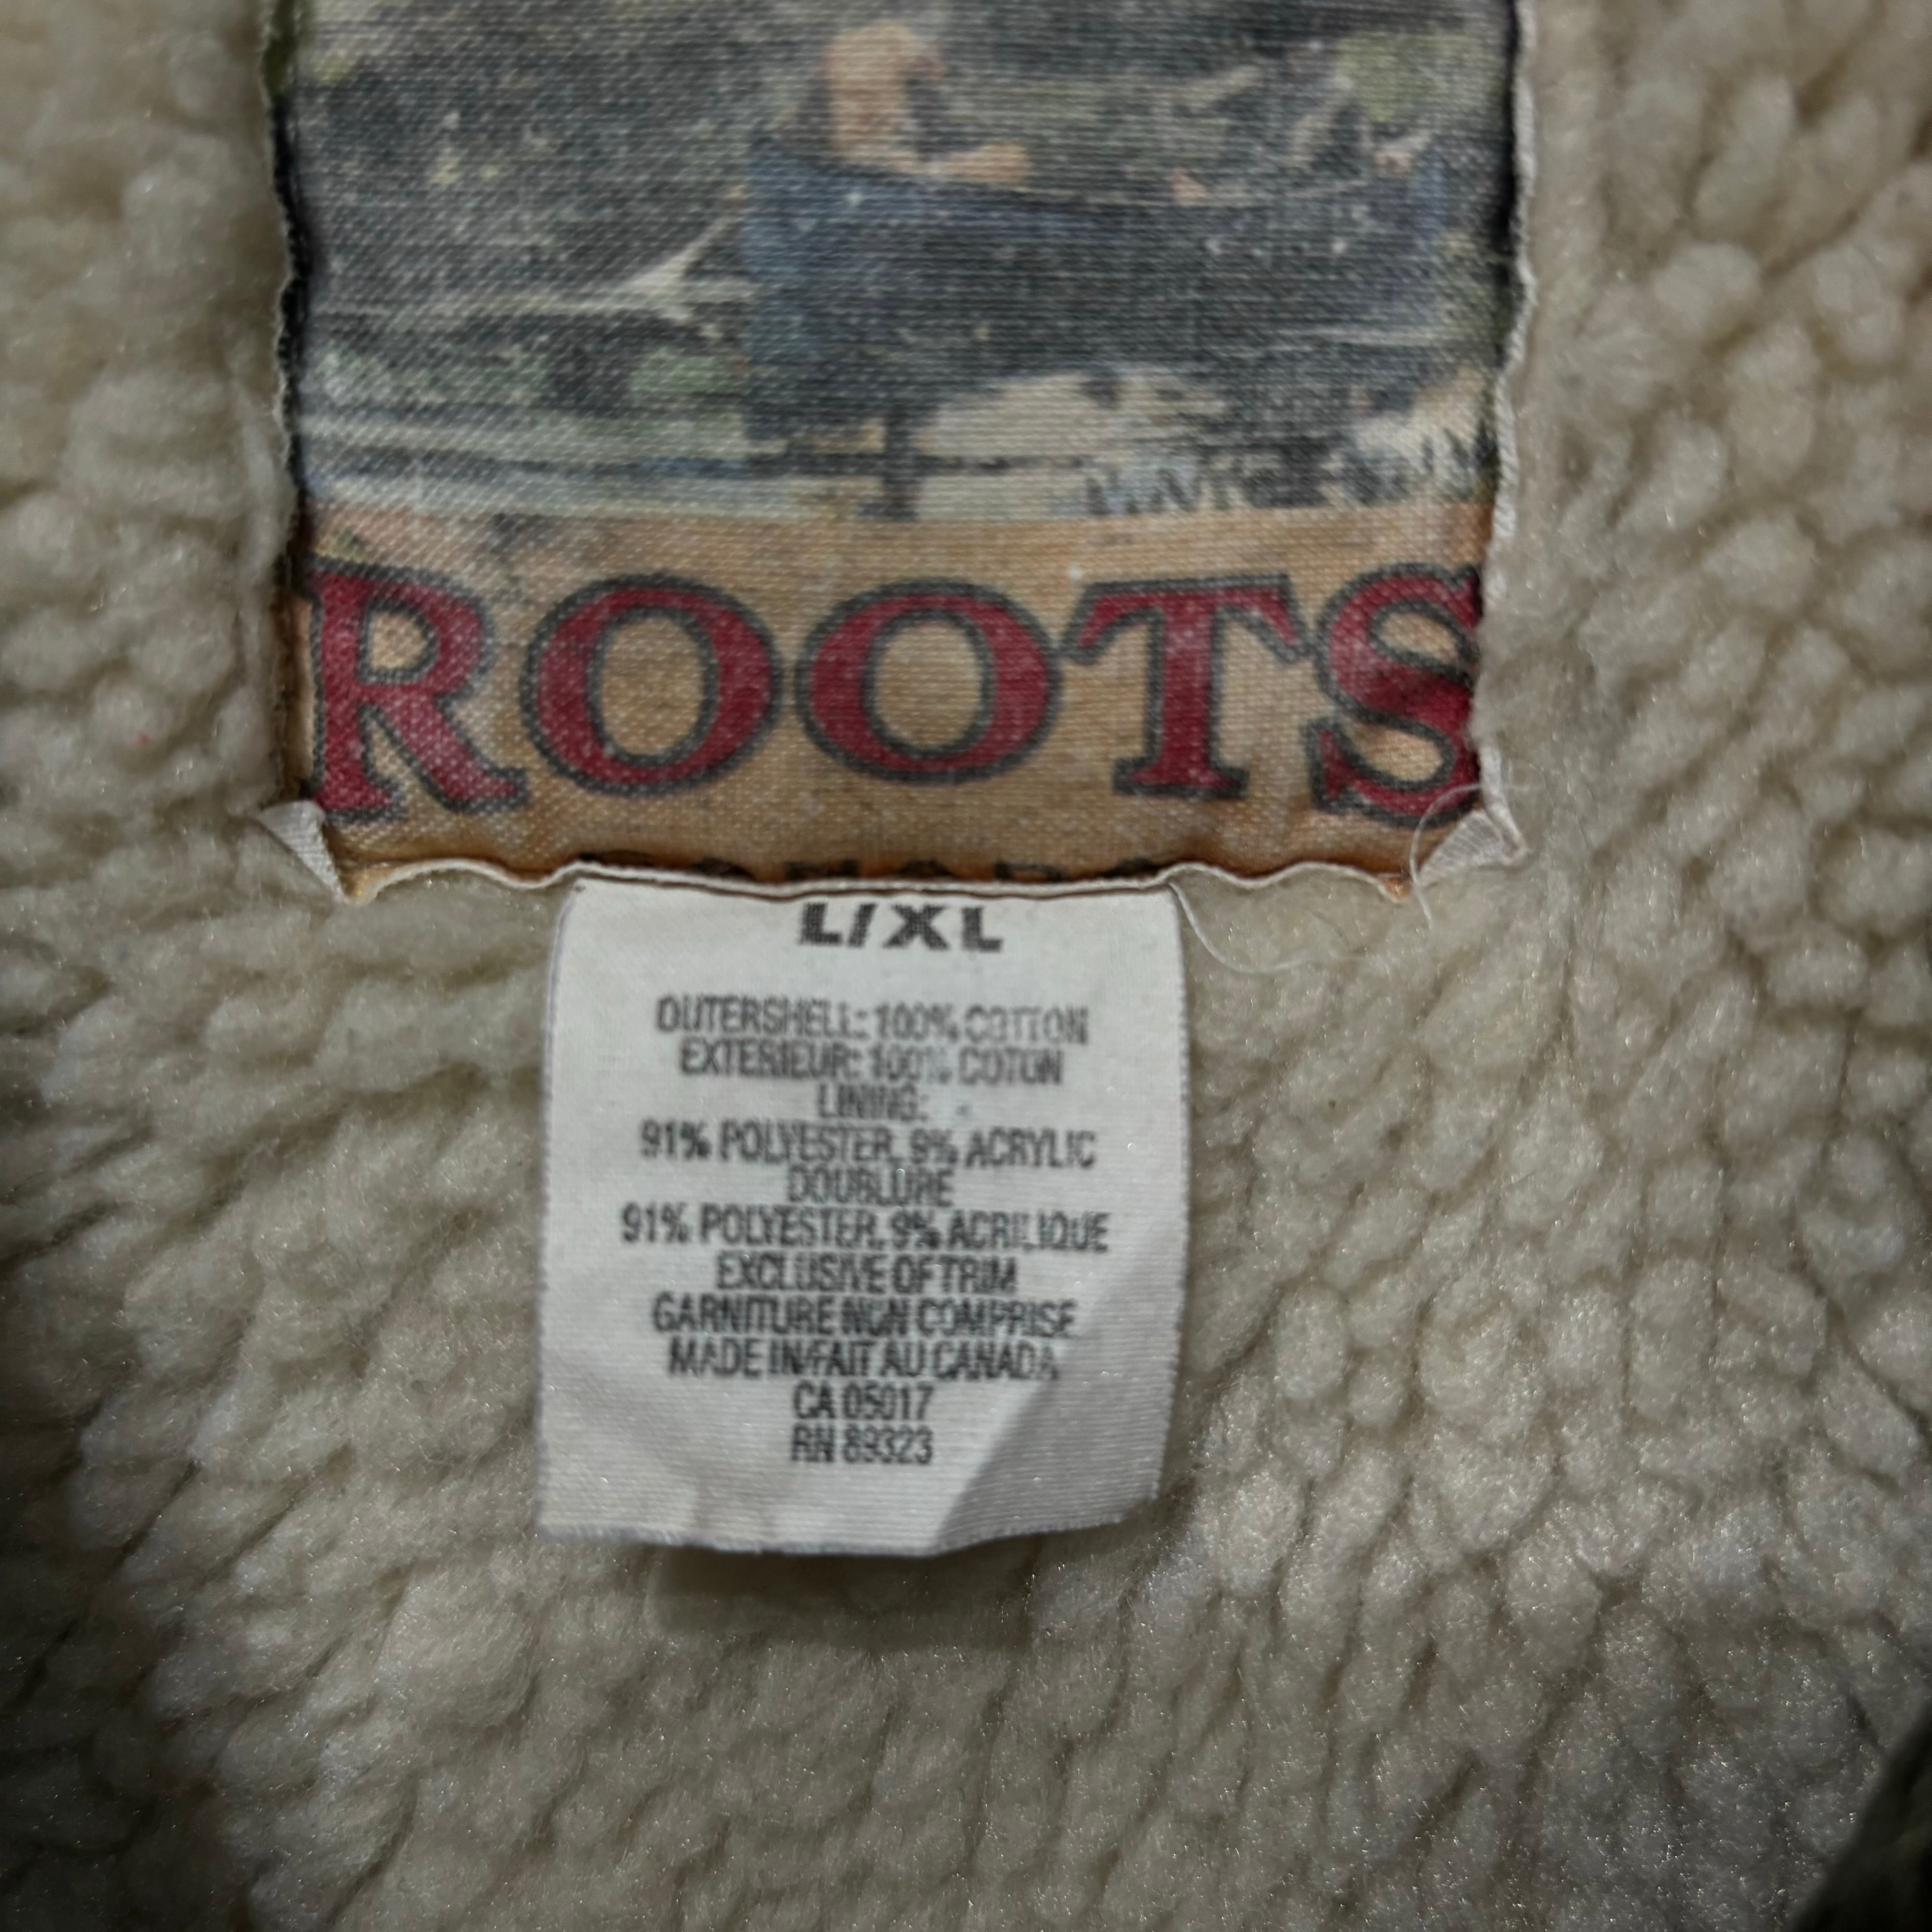 ROOTS
L/XL
OUTERSHELL: 100% COTTON
EXTERIEUR: 100% COTON
LINING:
91% POLYESTER, 9% ACRYLIC
DOUBLURE
91% POLYESTER, 9% ACRILIQUE
EXCLUSIVE OF TRIM
GARNITURE NON COMPRISE
MADE IN/FAIT AU CANADA
CA 05017
RN 89323